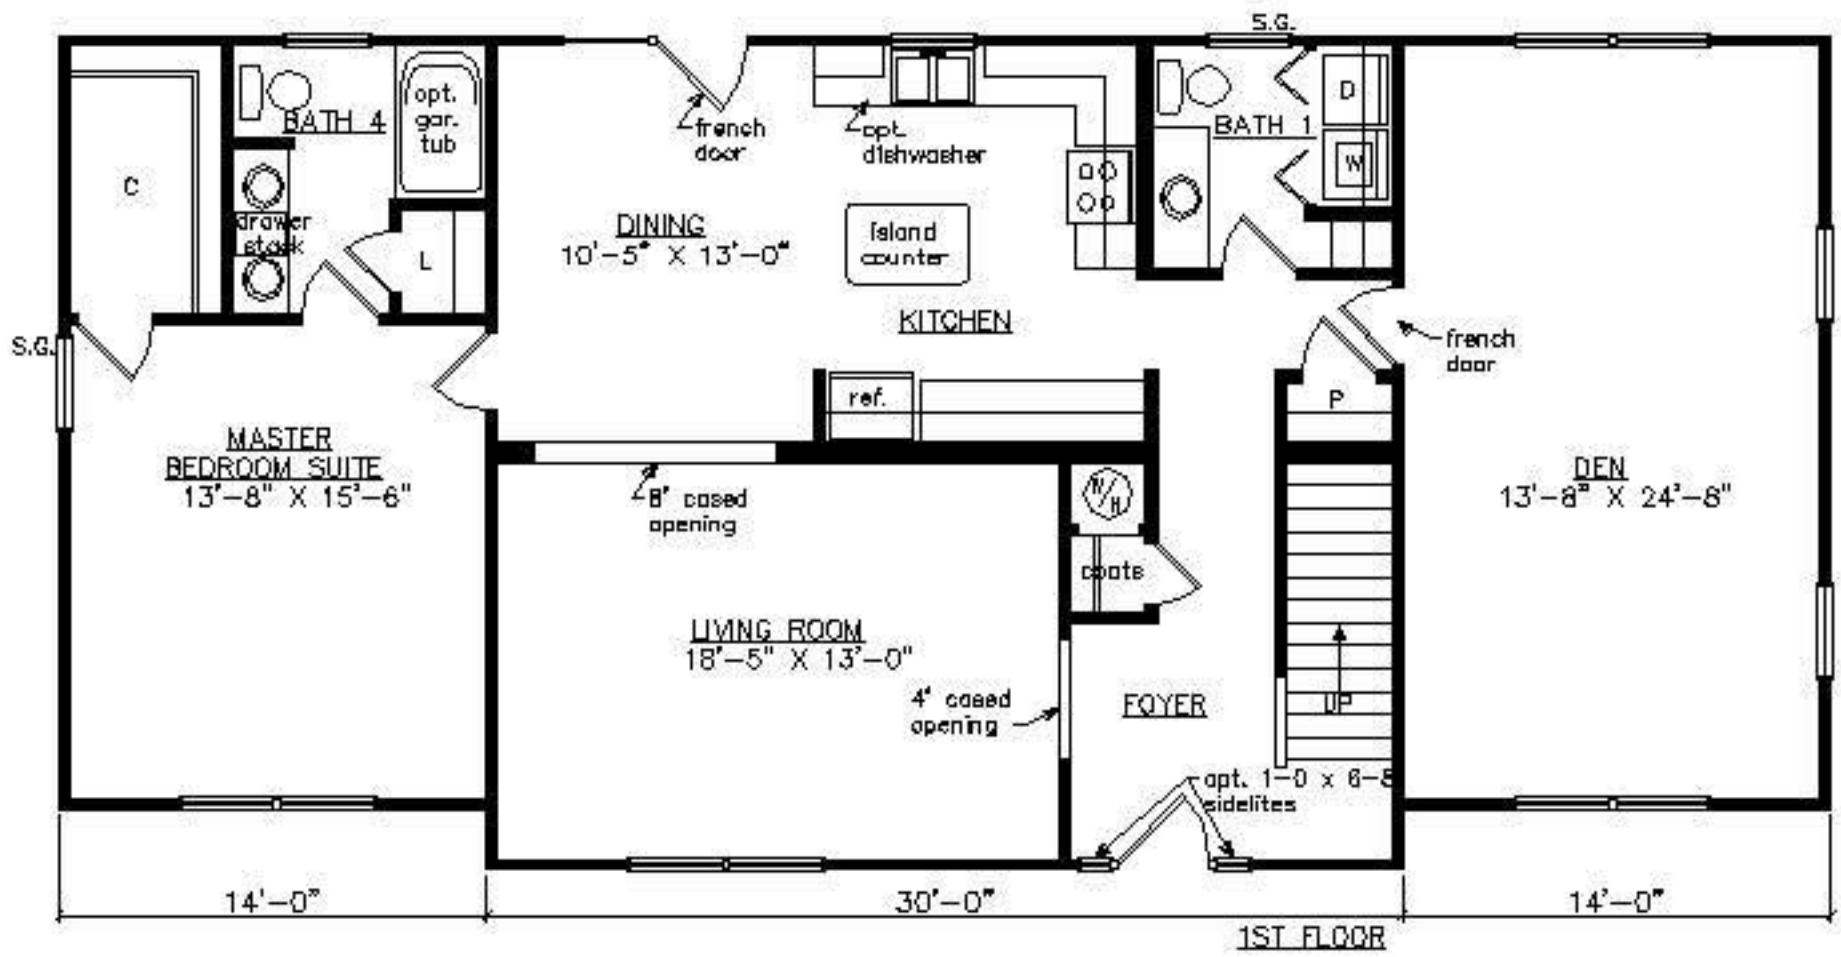 S.G.
opt.
gar.
tub
BATH 4
C
drawer
stack
L
S.G.
MASTER
BEDROOM SUITE
13'-8" X 15'-6"
french
door
opt.
dishwasher
DINING
10'-5" X 13'-0"
Island
counter
KITCHEN
ref.
8' cased
opening
BATH 1
D
W
french
door
P
DEN
13'-8" X 24'-8"
W/H
coats
LIVING ROOM
18'-5" X 13'-0"
4' cased
opening
FOYER
UP
opt. 1-0 x 6-8
sidelites
14'-0"
30'-0"
14'-0"
1ST FLOOR